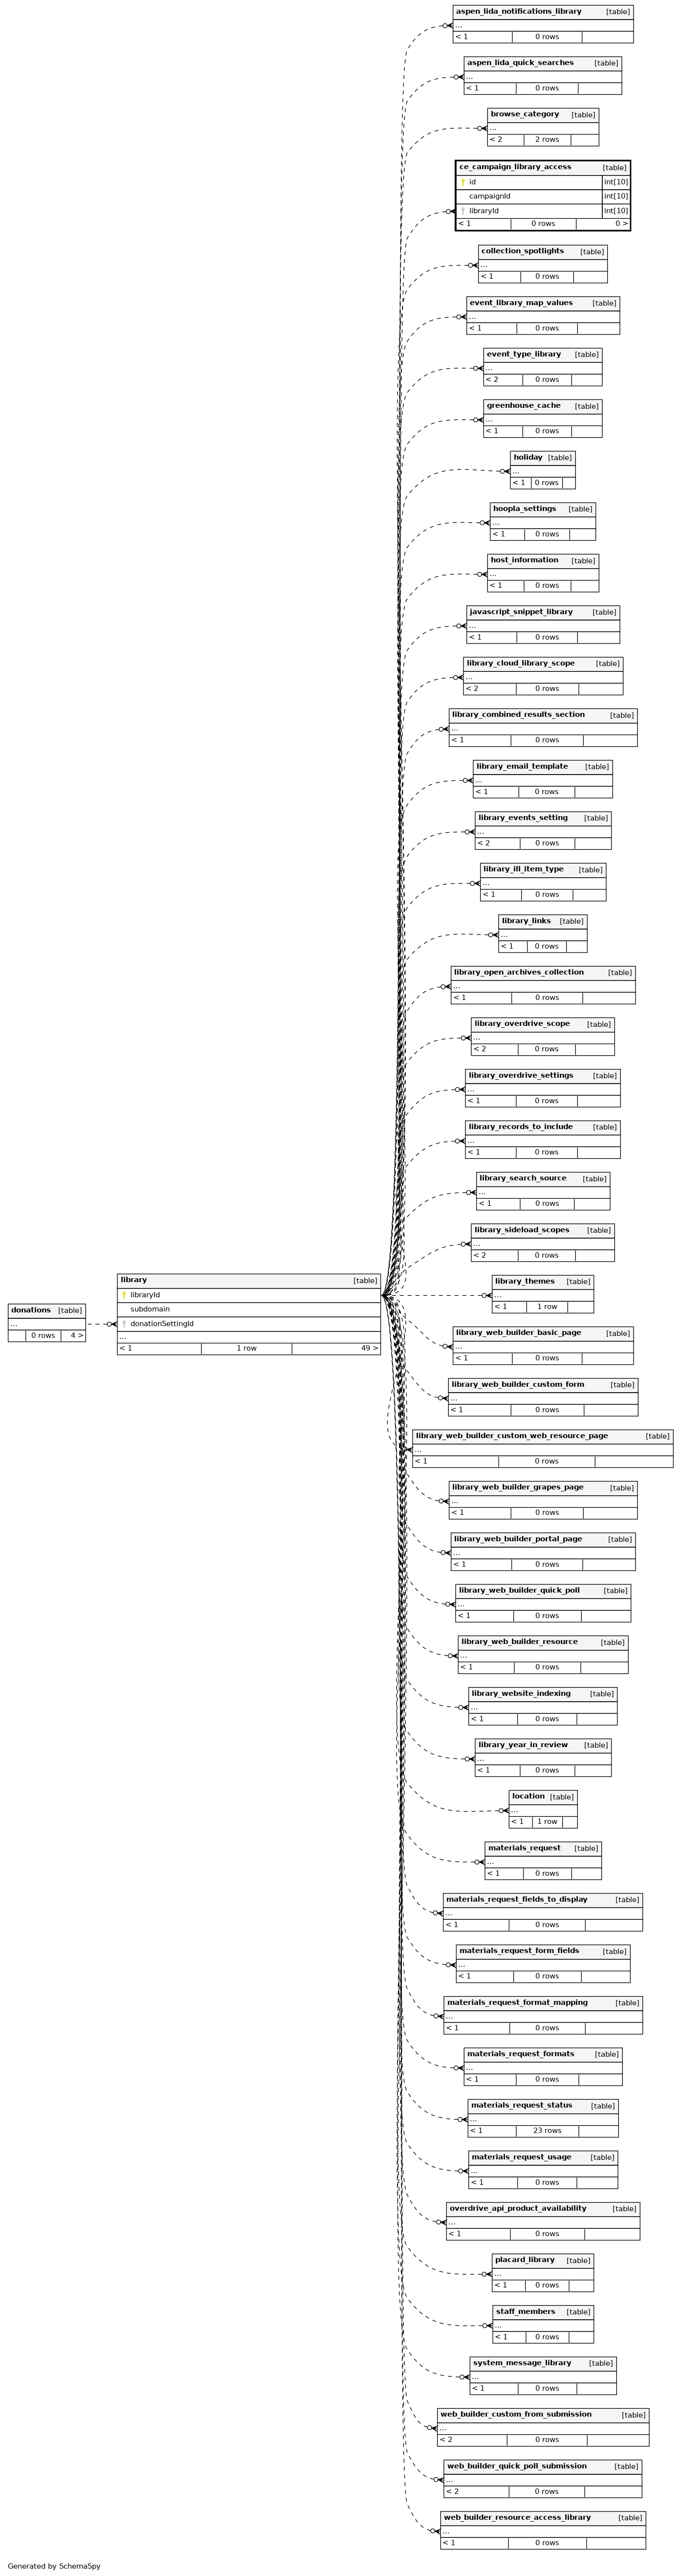 aspen_lida_notifications_library [table]
...
< 1 0 rows
aspen_lida_quick_searches [table]
...
< 1 0 rows
browse_category [table]
...
< 2 2 rows
ce_campaign_library_access [table]
id int[10]
campaignId int[10]
libraryId int[10]
< 1 0 rows 0 >
collection_spotlights [table]
...
< 1 0 rows
event_library_map_values [table]
...
< 1 0 rows
event_type_library [table]
...
< 2 0 rows
greenhouse_cache [table]
...
< 1 0 rows
holiday [table]
...
< 1 0 rows
hoopla_settings [table]
...
< 1 0 rows
host_information [table]
...
< 1 0 rows
javascript_snippet_library [table]
...
< 1 0 rows
library_cloud_library_scope [table]
...
< 2 0 rows
library_combined_results_section [table]
...
< 1 0 rows
library_email_template [table]
...
< 1 0 rows
library_events_setting [table]
...
< 2 0 rows
library_ill_item_type [table]
...
< 1 0 rows
library_links [table]
...
< 1 0 rows
library_open_archives_collection [table]
...
< 1 0 rows
library_overdrive_scope [table]
...
< 2 0 rows
library_overdrive_settings [table]
...
< 1 0 rows
library_records_to_include [table]
...
< 1 0 rows
library_search_source [table]
...
< 1 0 rows
library_sideload_scopes [table]
...
< 2 0 rows
donations [table]
...
0 rows 4 >
library [table]
libraryId
subdomain
donationSettingId
...
< 1 1 row 49 >
library_themes [table]
...
< 1 1 row
library_web_builder_basic_page [table]
...
< 1 0 rows
library_web_builder_custom_form [table]
...
< 1 0 rows
library_web_builder_custom_web_resource_page [table]
...
< 1 0 rows
library_web_builder_grapes_page [table]
...
< 1 0 rows
library_web_builder_portal_page [table]
...
< 1 0 rows
library_web_builder_quick_poll [table]
...
< 1 0 rows
library_web_builder_resource [table]
...
< 1 0 rows
library_website_indexing [table]
...
< 1 0 rows
library_year_in_review [table]
...
< 1 0 rows
location [table]
...
< 1 1 row
materials_request [table]
...
< 1 0 rows
materials_request_fields_to_display [table]
...
< 1 0 rows
materials_request_form_fields [table]
...
< 1 0 rows
materials_request_format_mapping [table]
...
< 1 0 rows
materials_request_formats [table]
...
< 1 0 rows
materials_request_status [table]
...
< 1 23 rows
materials_request_usage [table]
...
< 1 0 rows
overdrive_api_product_availability [table]
...
< 1 0 rows
placard_library [table]
...
< 1 0 rows
staff_members [table]
...
< 1 0 rows
system_message_library [table]
...
< 1 0 rows
web_builder_custom_from_submission [table]
...
< 2 0 rows
web_builder_quick_poll_submission [table]
...
< 2 0 rows
web_builder_resource_access_library [table]
...
< 1 0 rows
Generated by SchemaSpy